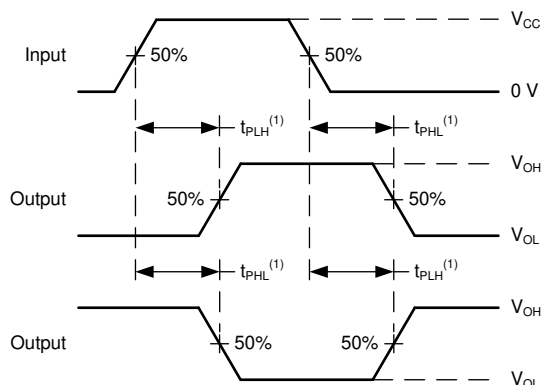 V_CC
Input 50% 50%
0 V
t_PLH^(1) t_PHL^(1)
V_OH
Output 50% 50%
V_OL
t_PHL^(1) t_PLH^(1)
V_OH
Output 50% 50%
V_OL